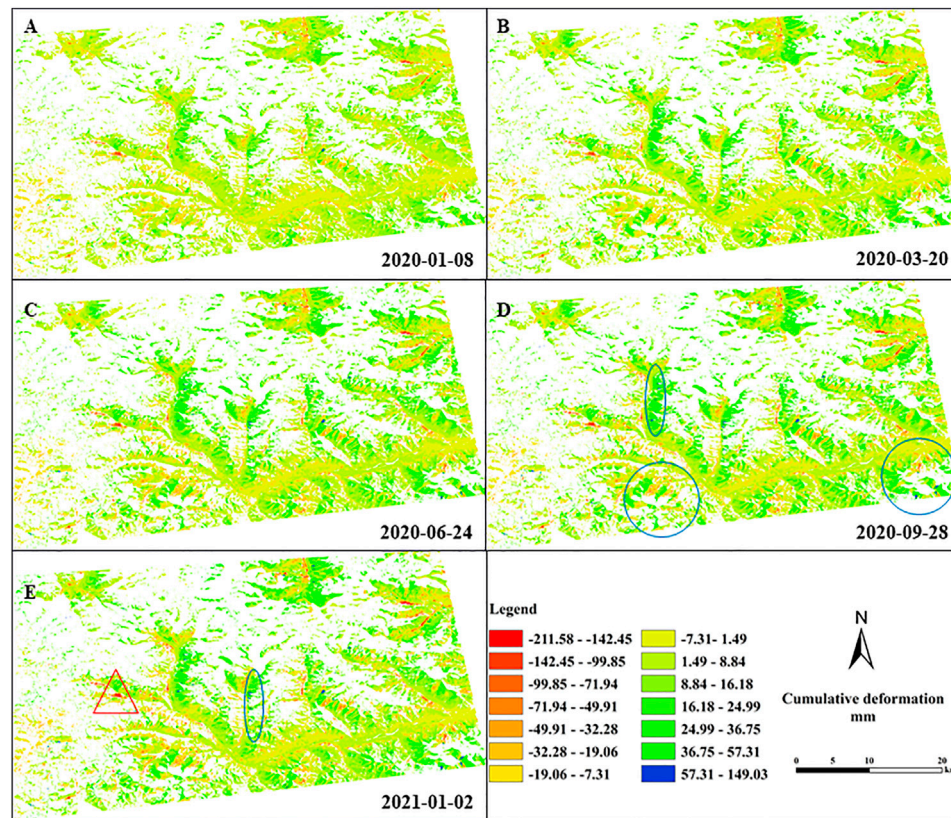 A
2020-01-08
B
2020-03-20
C
2020-06-24
D
2020-09-28
E
2021-01-02
Legend
-211.58 - -142.45
-142.45 - -99.85
-99.85 - -71.94
-71.94 - -49.91
-49.91 - -32.28
-32.28 - -19.06
-19.06 - -7.31
-7.31- 1.49
1.49 - 8.84
8.84 - 16.18
16.18 - 24.99
24.99 - 36.75
36.75 - 57.31
57.31 - 149.03
N
Cumulative deformation
mm
0 5 10 20